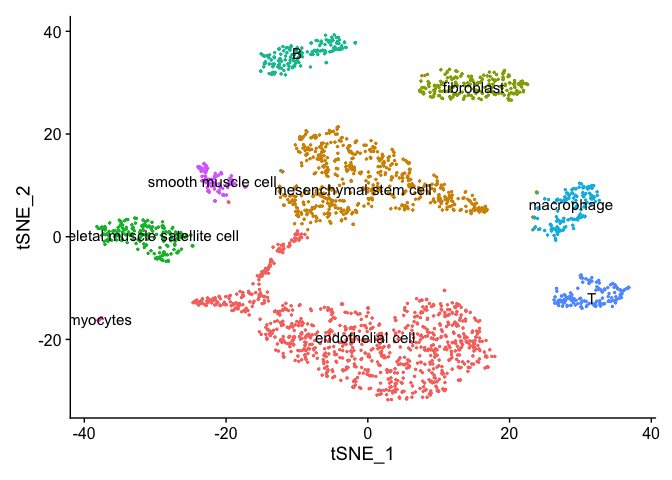 40
B
fibroblast
20
smooth muscle cell
mesenchymal stem cell
macrophage
tSNE_2
0
eletal muscle satellite cell
T
myocytes
-20
endothelial cell
-40
-20
0
20
40
tSNE_1